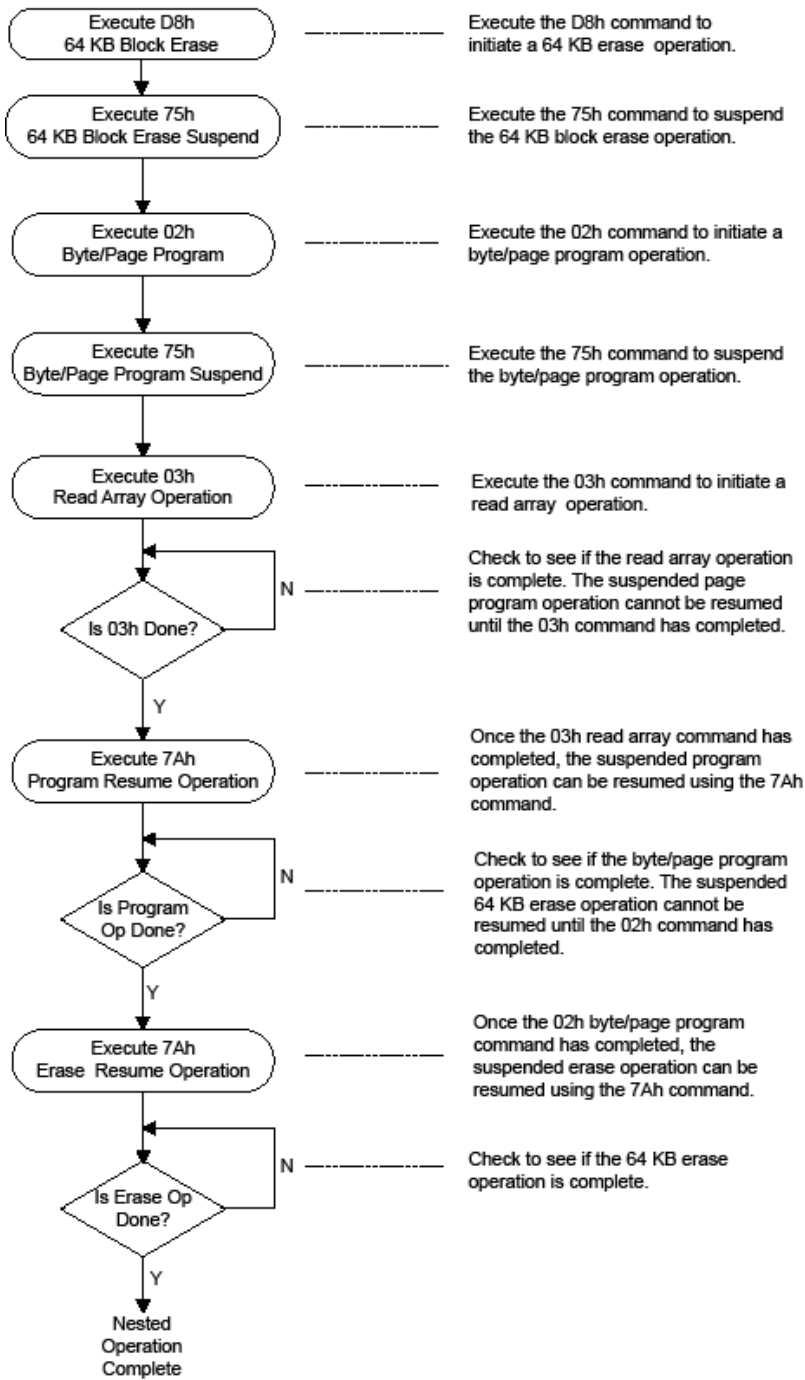 Execute D8h
64 KB Block Erase
Execute the D8h command to
initiate a 64 KB erase operation.
Execute 75h
64 KB Block Erase Suspend
Execute the 75h command to suspend
the 64 KB block erase operation.
Execute 02h
Byte/Page Program
Execute the 02h command to initiate a
byte/page program operation.
Execute 75h
Byte/Page Program Suspend
Execute the 75h command to suspend
the byte/page program operation.
Execute 03h
Read Array Operation
Execute the 03h command to initiate a
read array operation.
Is 03h Done?
N
Y
Check to see if the read array operation
is complete. The suspended page
program operation cannot be resumed
until the 03h command has completed.
Execute 7Ah
Program Resume Operation
Once the 03h read array command has
completed, the suspended program
operation can be resumed using the 7Ah
command.
Is Program
Op Done?
N
Y
Check to see if the byte/page program
operation is complete. The suspended
64 KB erase operation cannot be
resumed until the 02h command has
completed.
Execute 7Ah
Erase Resume Operation
Once the 02h byte/page program
command has completed, the
suspended erase operation can be
resumed using the 7Ah command.
Is Erase Op
Done?
N
Y
Check to see if the 64 KB erase
operation is complete.
Nested
Operation
Complete